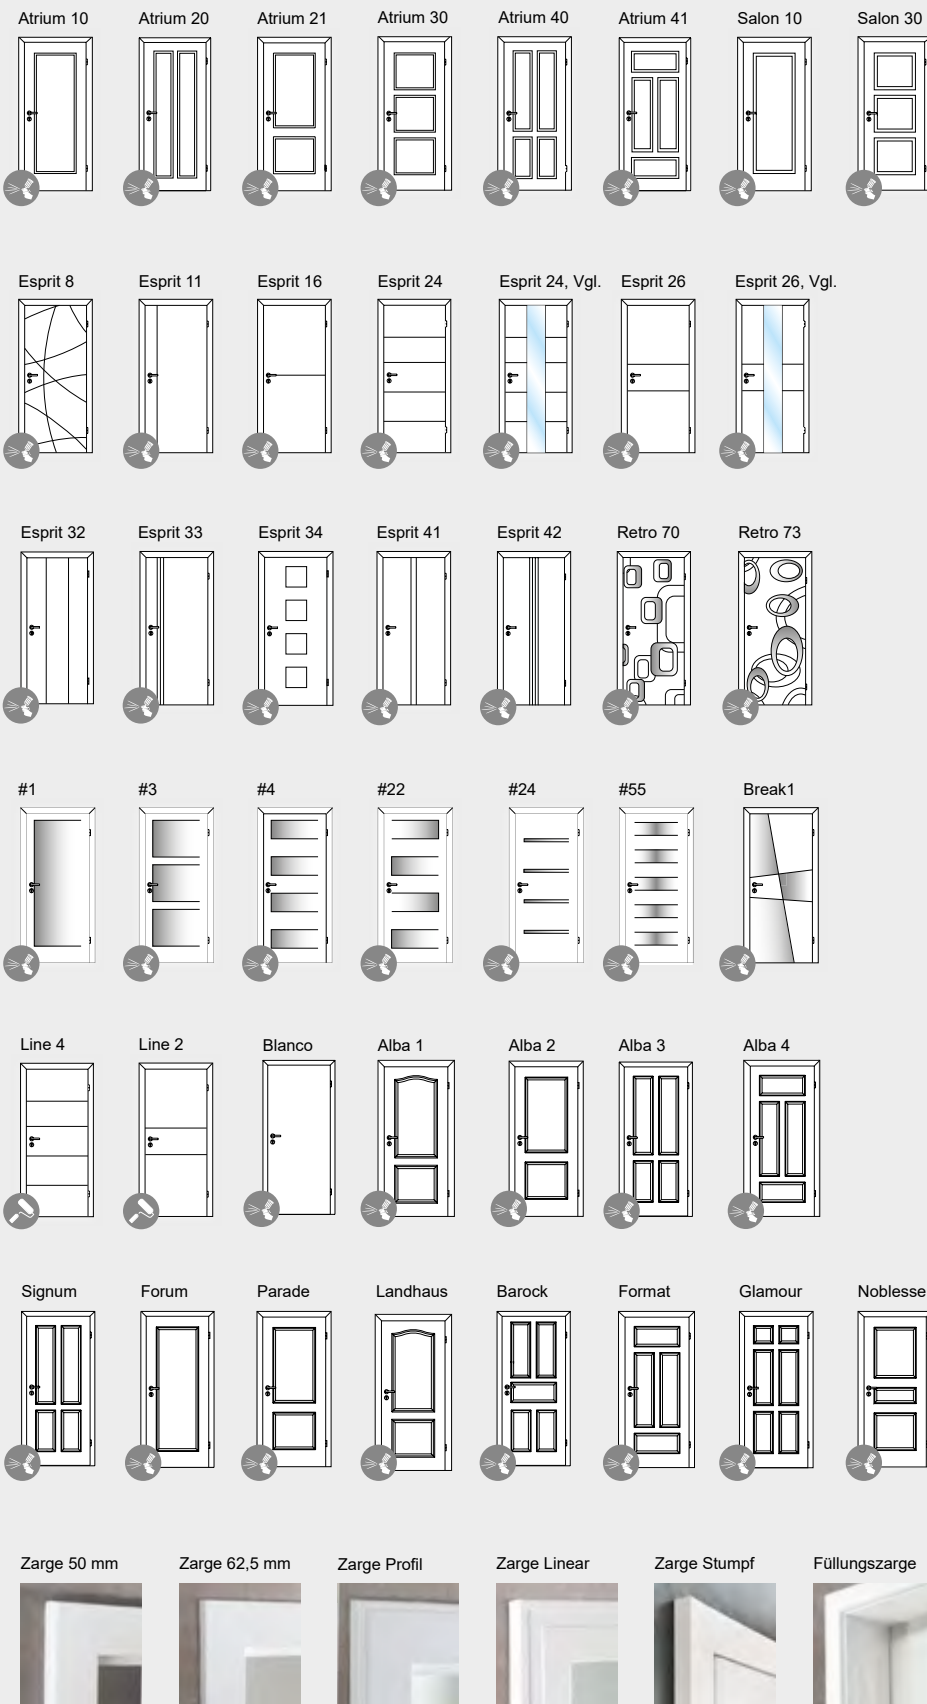 Atrium 10 Atrium 20 Atrium 21 Atrium 30 Atrium 40 Atrium 41 Salon 10 Salon 30
Esprit 8 Esprit 11 Esprit 16 Esprit 24 Esprit 24, Vgl. Esprit 26 Esprit 26, Vgl.
Esprit 32 Esprit 33 Esprit 34 Esprit 41 Esprit 42 Retro 70 Retro 73
#1 #3 #4 #22 #24 #55 Break1
Line 4 Line 2 Blanco Alba 1 Alba 2 Alba 3 Alba 4
Signum Forum Parade Landhaus Barock Format Glamour Noblesse
Zarge 50 mm Zarge 62,5 mm Zarge Profil Zarge Linear Zarge Stumpf Füllungszarge